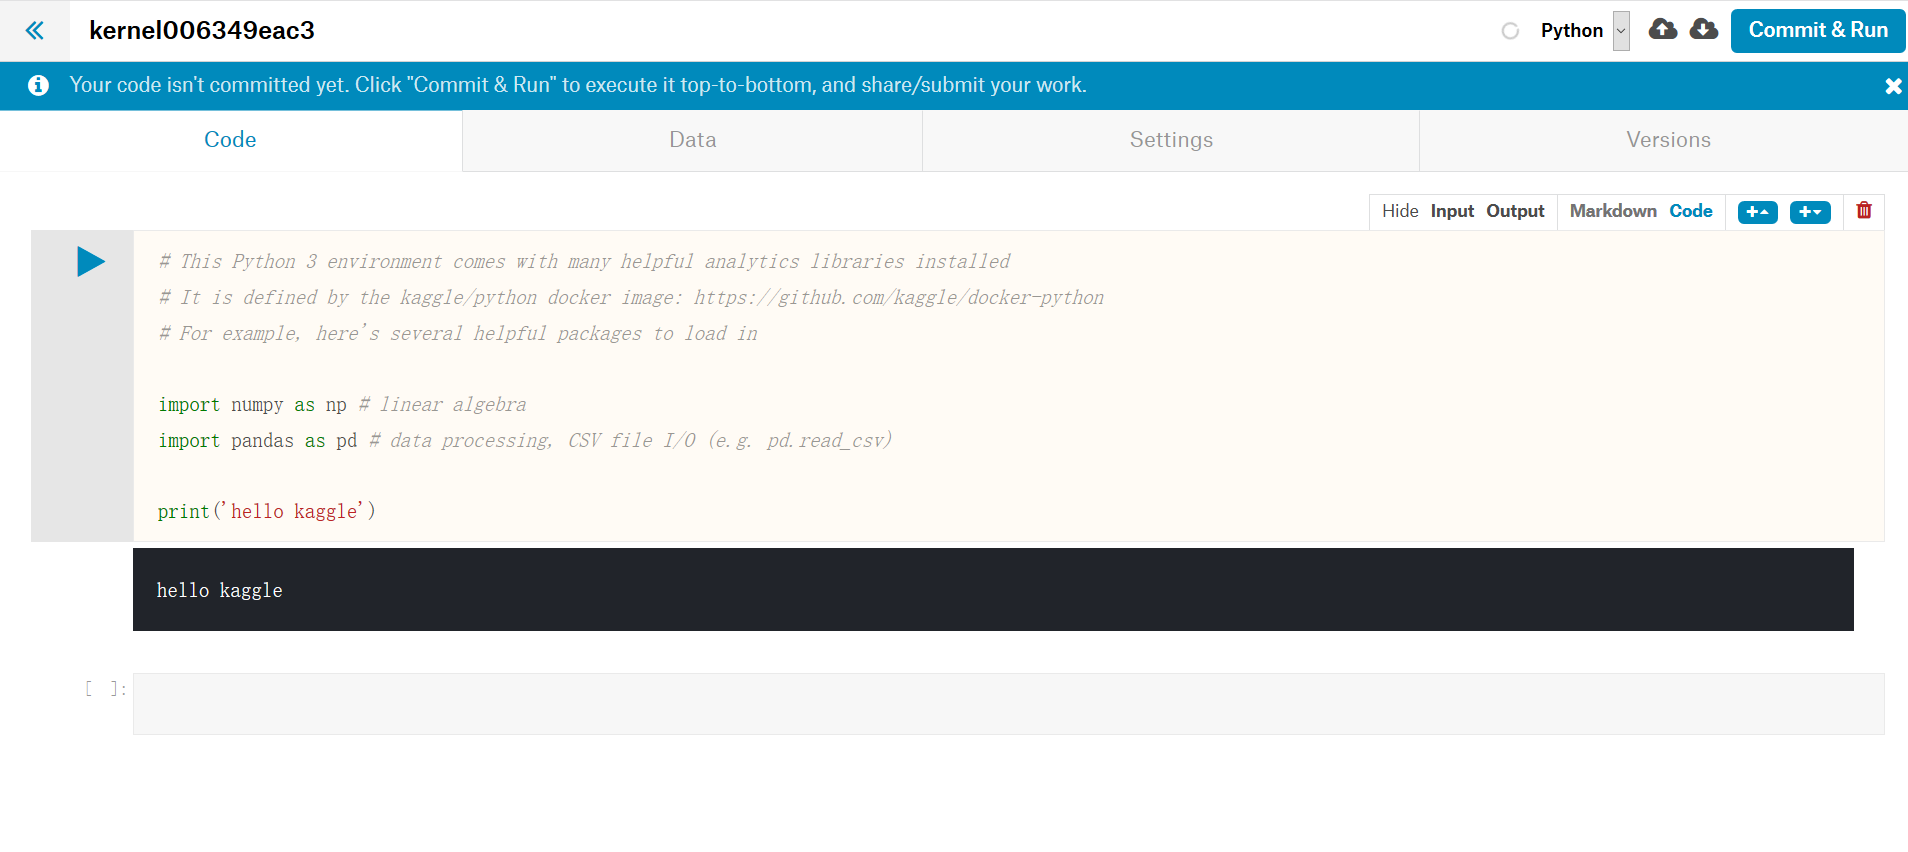 kernel006349eac3
Python
Commit & Run
Your code isn't committed yet. Click "Commit & Run" to execute it top-to-bottom, and share/submit your work.
Code
Data
Settings
Versions
Hide Input Output Markdown Code
# This Python 3 environment comes with many helpful analytics libraries installed
# It is defined by the kaggle/python docker image: https://github.com/kaggle/docker-python
# For example, here's several helpful packages to load in
import numpy as np # linear algebra
import pandas as pd # data processing, CSV file I/O (e.g. pd.read_csv)
print('hello kaggle')
hello kaggle
[ ]: